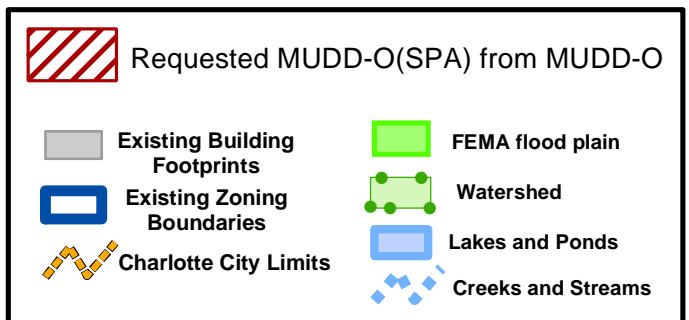 Requested MUDD-O(SPA) from MUDD-O
Existing Building
Footprints
Existing Zoning
Boundaries
Charlotte City Limits
FEMA flood plain
Watershed
Lakes and Ponds
Creeks and Streams